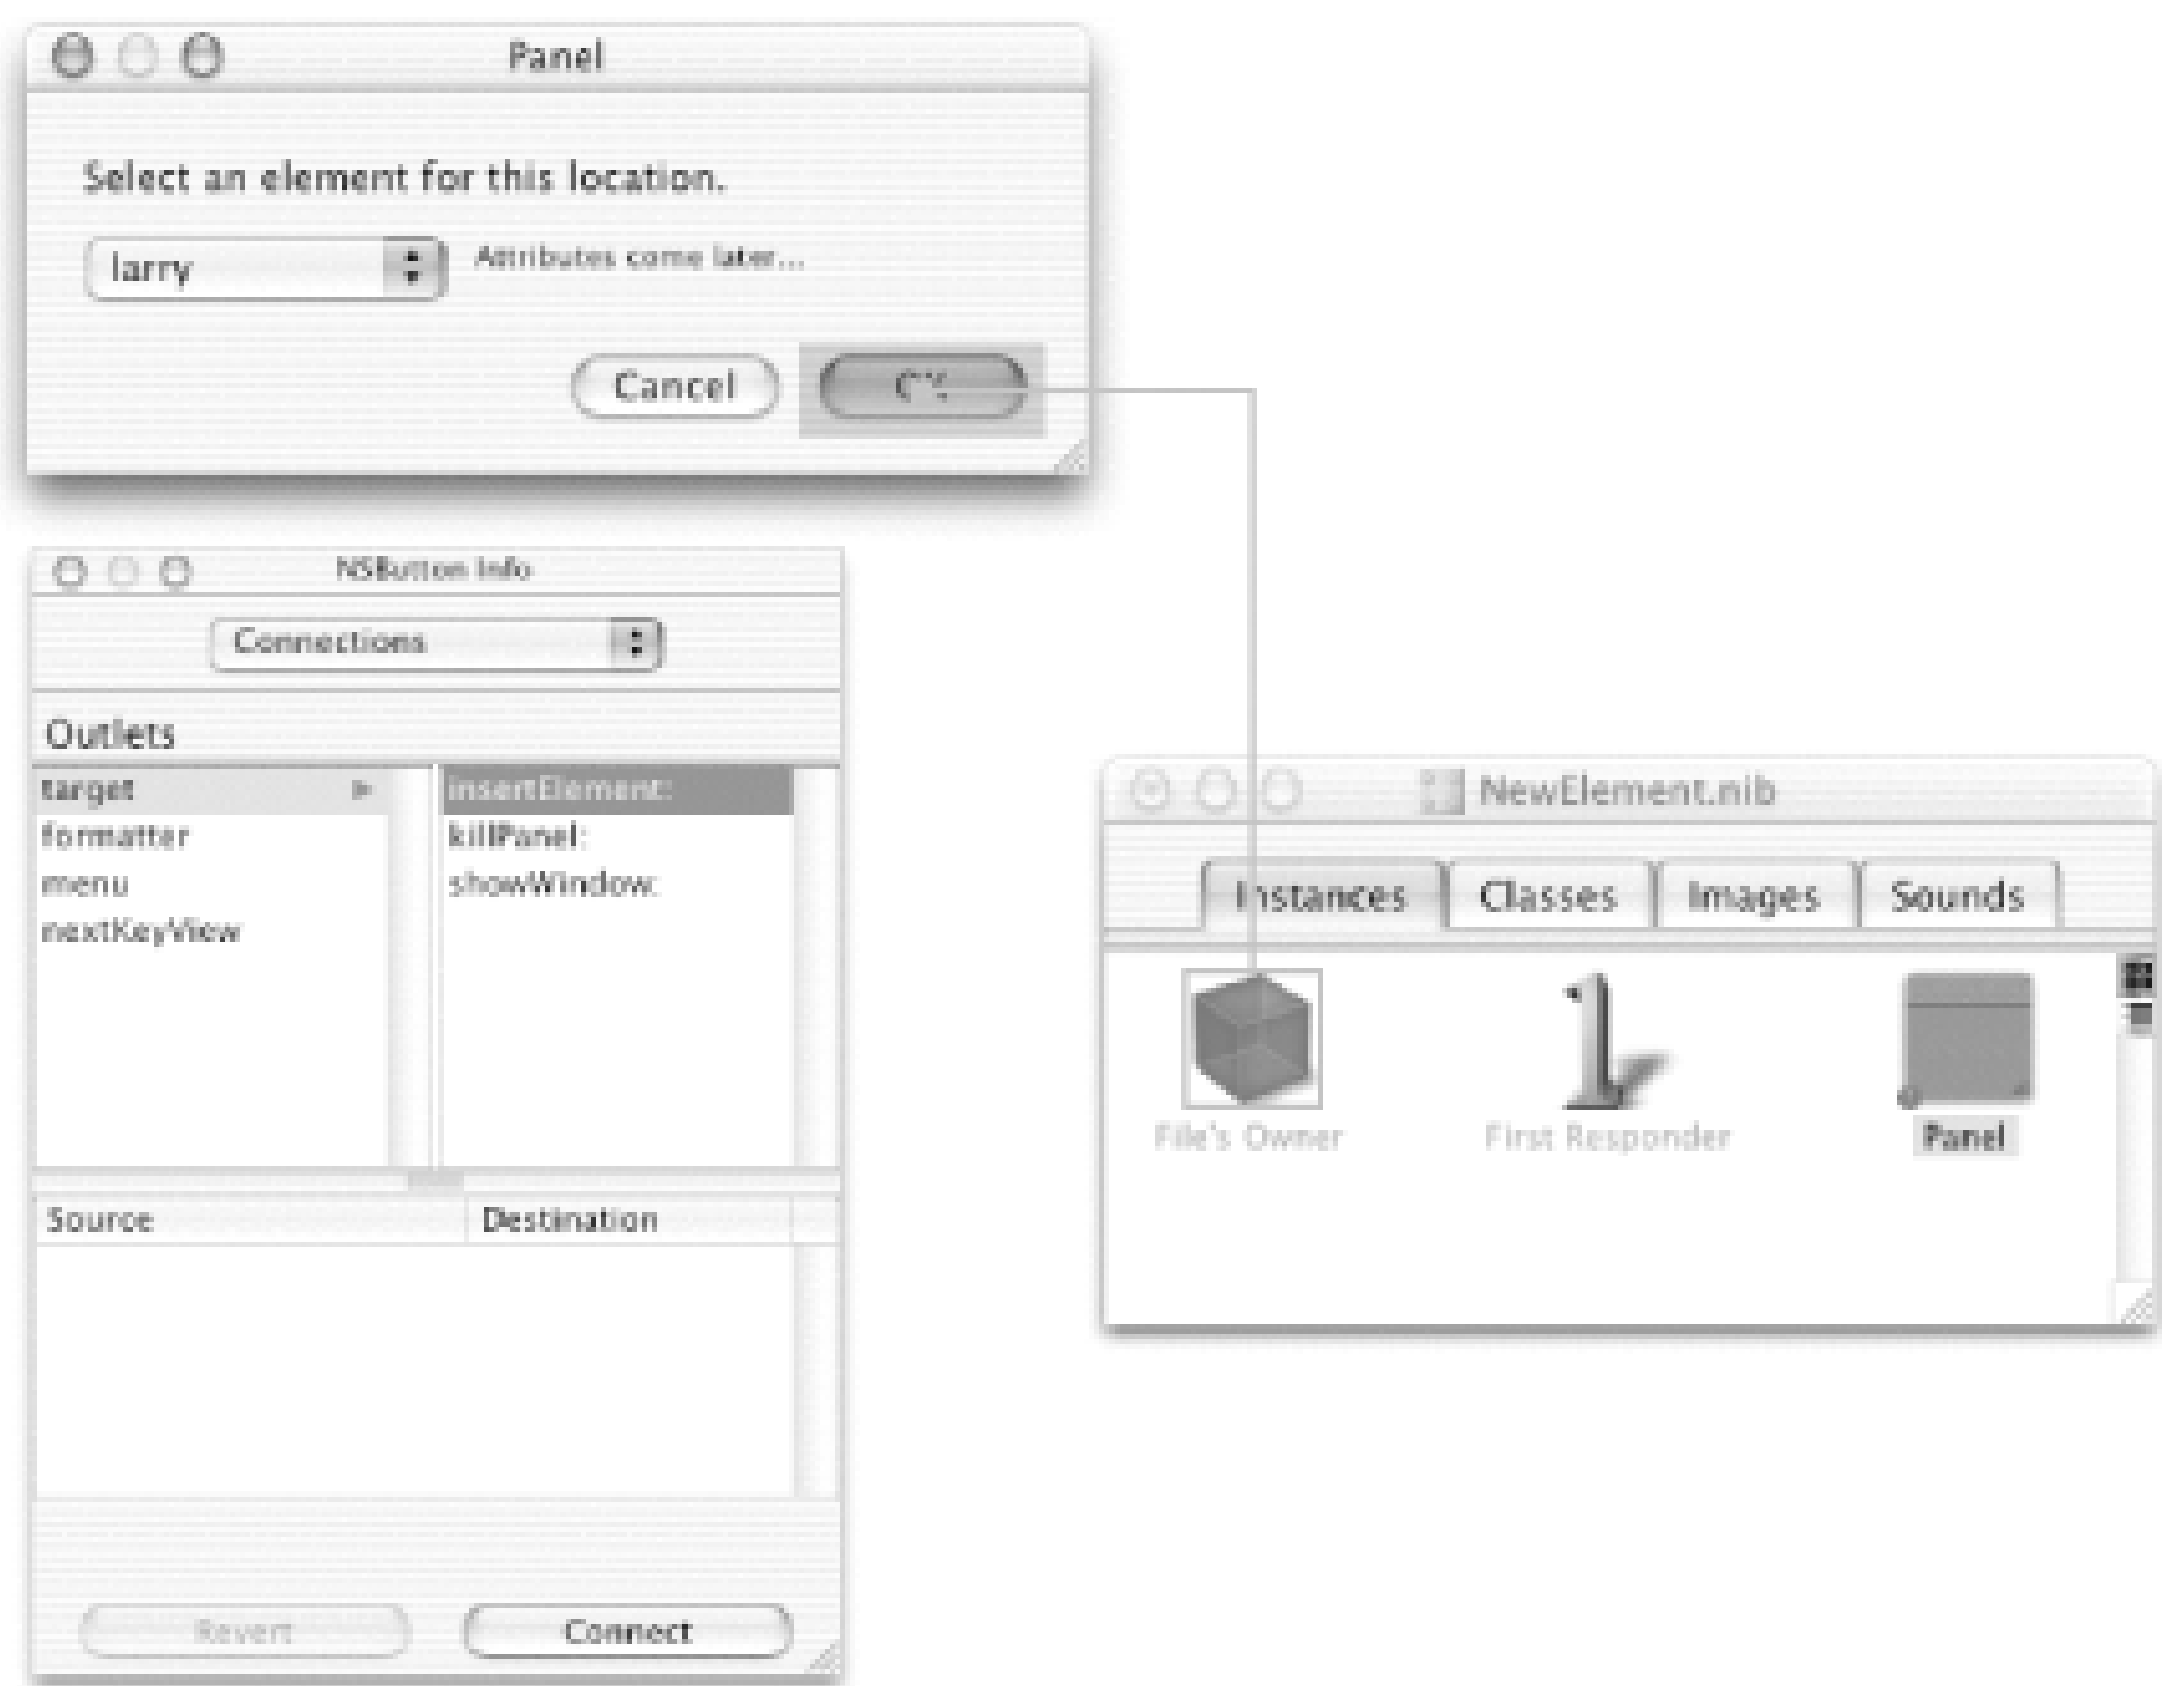 Panel
Select an element for this location.
larry
Attributes come later...
Cancel
NSButton Info
Connections
Outlets
target
insertElement:
formatter
killPanel:
menu
showWindow:
nextKeyView
Source
Destination
Revert
Connect
NewElement.nib
Instances
Classes
Images
Sounds
File's Owner
First Responder
Panel